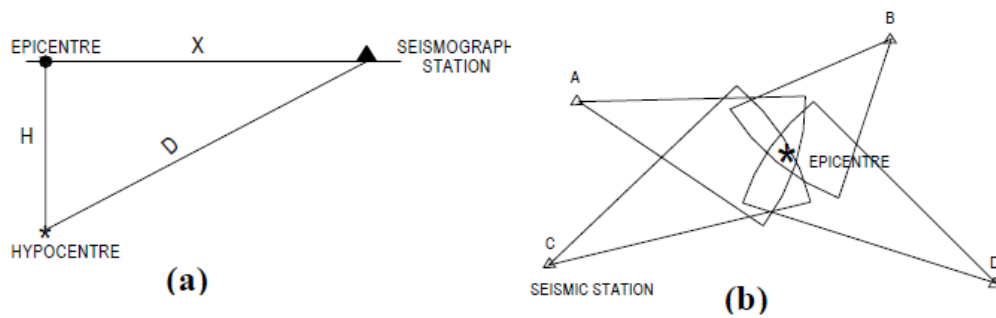 EPICENTRE
X
SEISMOGRAPH
STATION
H
D
*
HYPOCENTRE
(a)
A
B
*
EPICENTRE
C
D
SEISMIC STATION
(b)